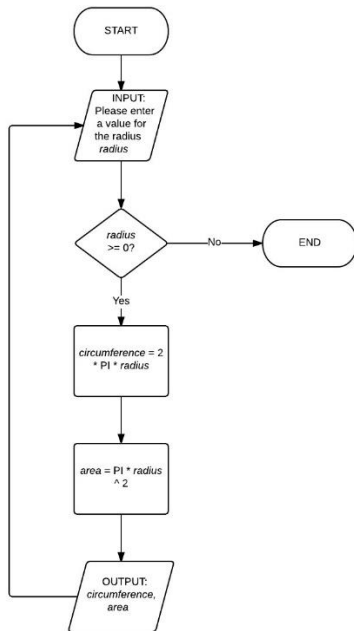 START
INPUT:
Please enter
a value for
the radius
radius
radius
>= 0?
No
END
Yes
circumference = 2
* PI * radius
area = PI * radius
^ 2
OUTPUT:
circumference,
area